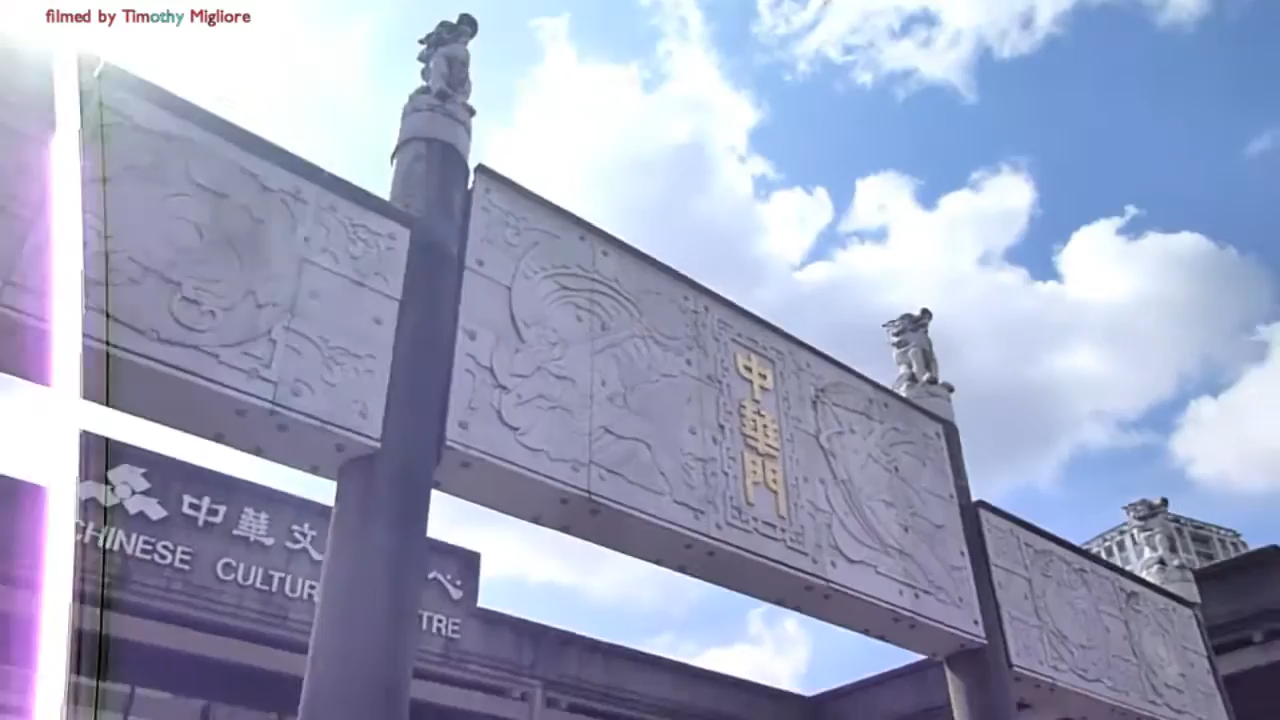 filmed by Timothy Migliore
中華門
中華文
CHINESE CULTUR
TRE